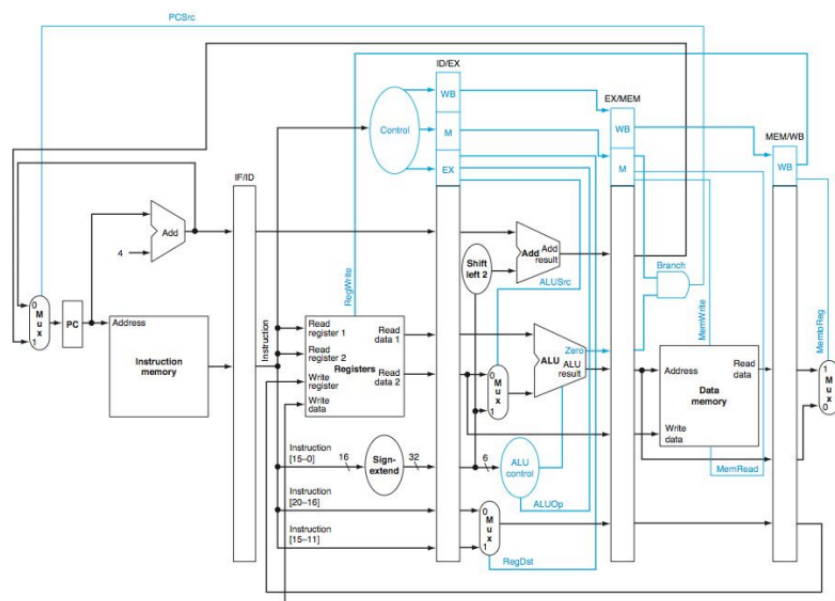 PCSrc
ID/EX
WB
EX/MEM
Control
M
WB
MEM/WB
EX
M
WB
IF/ID
Add
4
Add
Add
result
Shift
left 2
Branch
RegWrite
ALUSrc
MemWrite
MemtoReg
0
M
u
x
1
PC
Address
Instruction
memory
Instruction
Read
register 1
Read
data 1
Read
register 2
Registers
Read
data 2
Write
register
Write
data
Zero
ALU
ALU
result
0
M
u
x
1
Address
Read
data
Data
memory
Write
data
1
M
u
x
0
MemRead
Instruction
[15–0]
16
Sign-
extend
32
6
ALU
control
ALUOp
Instruction
[20–16]
Instruction
[15–11]
0
M
u
x
1
RegDst